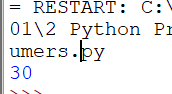 = RESTART: C:\
01\2 Python Pr
umers.py
30
>>>